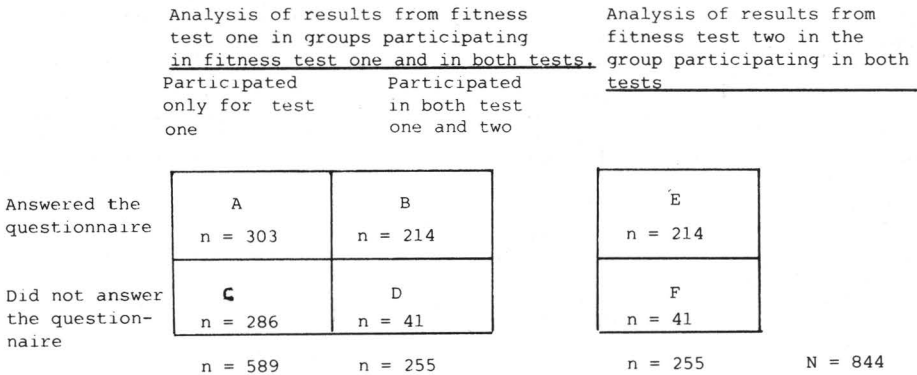 Analysis of results from fitness
test one in groups participating
in fitness test one and in both tests.
Analysis of results from
fitness test two in the
group participating in both
tests
Participated
only for test
one
Participated
in both test
one and two
Answered the
questionnaire
A
n = 303
B
n = 214
E
n = 214
Did not answer
the question-
naire
C
n = 286
D
n = 41
F
n = 41
n = 589
n = 255
n = 255
N = 844